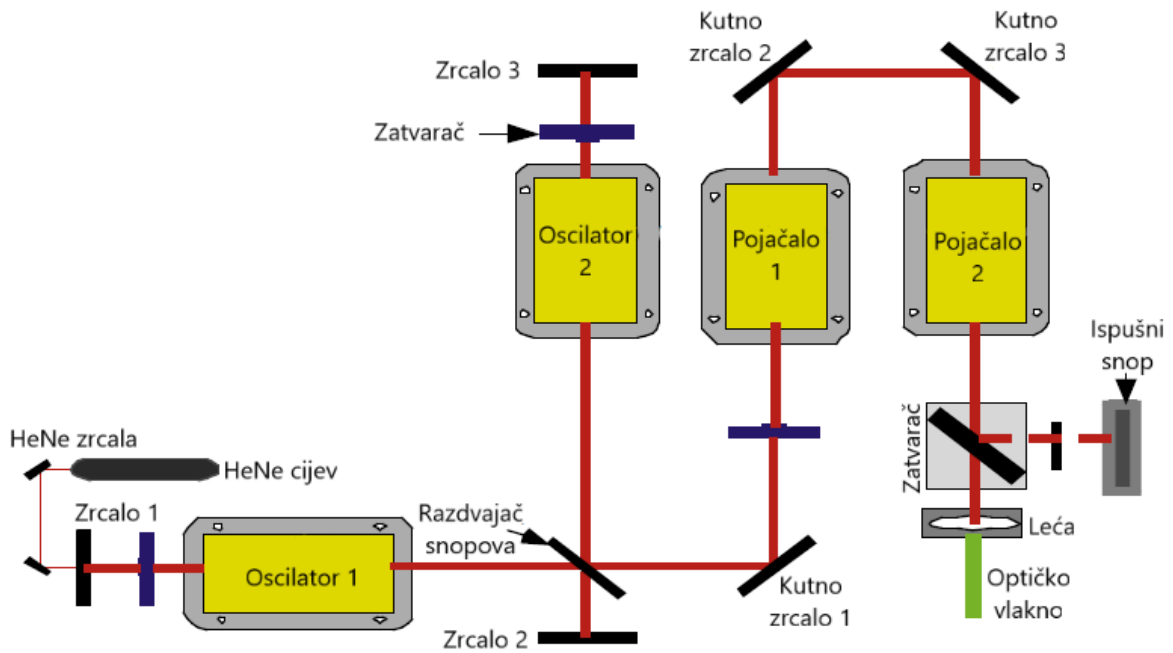 Kutno
zrcalo 2
Kutno
zrcalo 3
Zrcalo 3
Zatvarač
Oscilator
2
Pojačalo
1
Pojačalo
2
Ispušni
snop
HeNe zrcala
HeNe cijev
Zatvarač
Zrcalo 1
Razdvajač
snopova
Leća
Oscilator 1
Kutno
zrcalo 1
Optičko
vlakno
Zrcalo 2